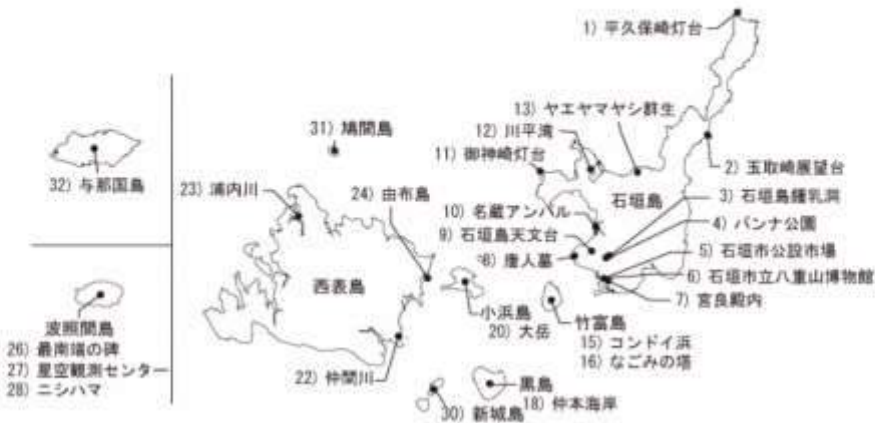 1) 平久保崎灯台
13) ヤエヤマヤシ群生
12) 川平湾
11) 御神崎灯台
2) 玉取崎展望台
石垣島
3) 石垣島鍾乳洞
10) 名蔵アンパル
4) バンナ公園
9) 石垣島天文台
5) 石垣市公設市場
8) 唐人墓
6) 石垣市立八重山博物館
7) 宮良殿内
31) 鳩間島
32) 与那国島
23) 浦内川
24) 由布島
西表島
小浜島
20) 大岳
竹富島
15) コンドイ浜
16) なごみの塔
波照間島
26) 最南端の碑
27) 星空観測センター
28) ニシハマ
22) 仲間川
黒島
18) 仲本海岸
30) 新城島